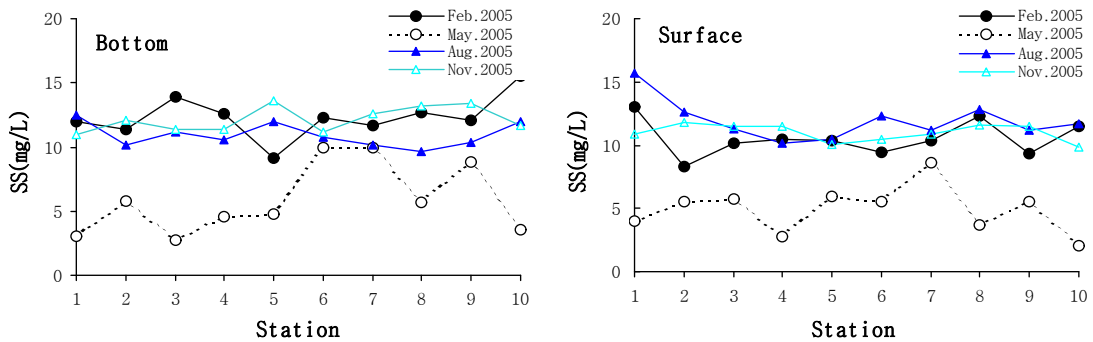 Bottom
Feb.2005
May.2005
Aug.2005
Nov.2005
SS(mg/L)
20
15
10
5
0
1 2 3 4 5 6 7 8 9 10
Station
Surface
Feb.2005
May.2005
Aug.2005
Nov.2005
SS(mg/L)
20
15
10
5
0
1 2 3 4 5 6 7 8 9 10
Station